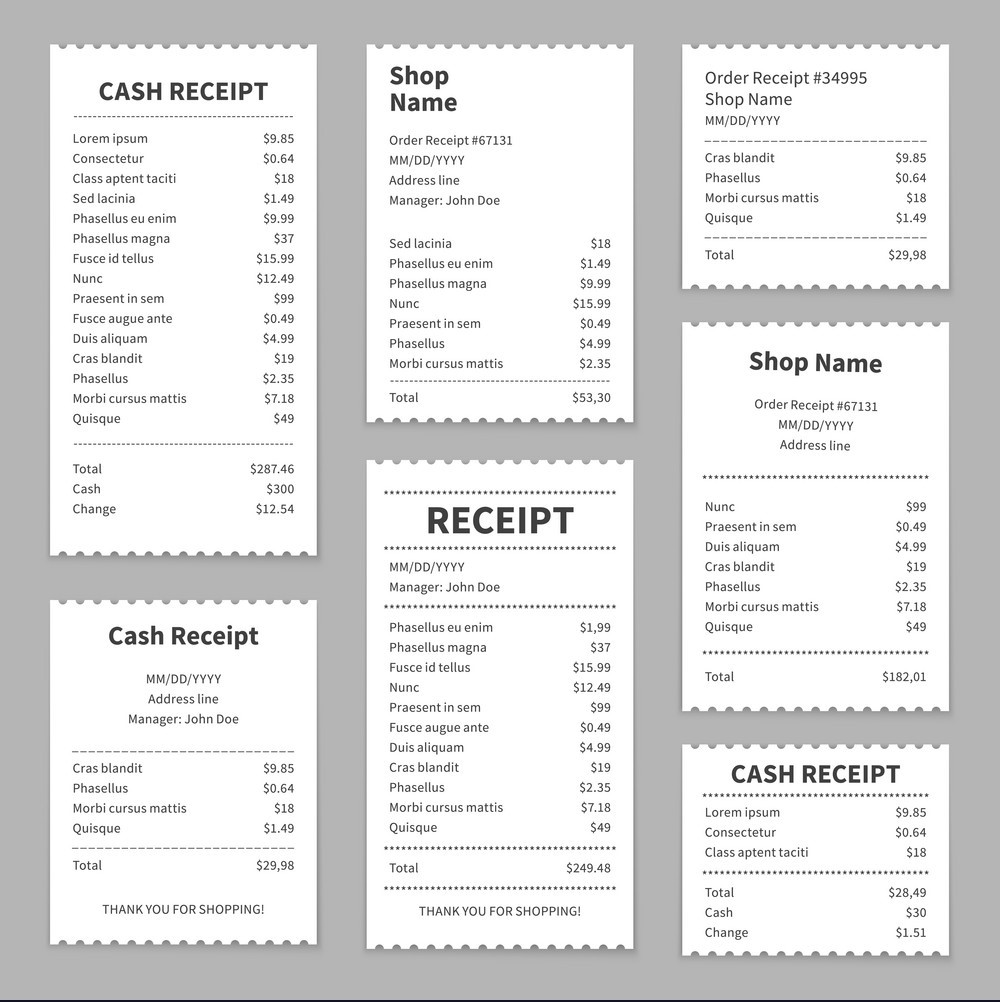 CASH RECEIPT
Lorem ipsum $9.85
Consectetur $0.64
Class aptent taciti $18
Sed lacinia $1.49
Phasellus eu enim $9.99
Phasellus magna $37
Fusce id tellus $15.99
Nunc $12.49
Praesent in sem $99
Fusce augue ante $0.49
Duis aliquam $4.99
Cras blandit $19
Phasellus $2.35
Morbi cursus mattis $7.18
Quisque $49
Total $287.46
Cash $300
Change $12.54
Cash Receipt
MM/DD/YYYY
Address line
Manager: John Doe
Cras blandit $9.85
Phasellus $0.64
Morbi cursus mattis $18
Quisque $1.49
Total $29,98
THANK YOU FOR SHOPPING!
Shop
Name
Order Receipt #67131
MM/DD/YYYY
Address line
Manager: John Doe
Sed lacinia $18
Phasellus eu enim $1.49
Phasellus magna $9.99
Nunc $15.99
Praesent in sem $0.49
Phasellus $4.99
Morbi cursus mattis $2.35
Total $53,30
RECEIPT
MM/DD/YYYY
Manager: John Doe
Phasellus eu enim $1,99
Phasellus magna $37
Fusce id tellus $15.99
Nunc $12.49
Praesent in sem $99
Fusce augue ante $0.49
Duis aliquam $4.99
Cras blandit $19
Phasellus $2.35
Morbi cursus mattis $7.18
Quisque $49
Total $249.48
THANK YOU FOR SHOPPING!
Order Receipt #34995
Shop Name
MM/DD/YYYY
Cras blandit $9.85
Phasellus $0.64
Morbi cursus mattis $18
Quisque $1.49
Total $29,98
Shop Name
Order Receipt #67131
MM/DD/YYYY
Address line
Nunc $99
Praesent in sem $0.49
Duis aliquam $4.99
Cras blandit $19
Phasellus $2.35
Morbi cursus mattis $7.18
Quisque $49
Total $182,01
CASH RECEIPT
Lorem ipsum $9.85
Consectetur $0.64
Class aptent taciti $18
Total $28,49
Cash $30
Change $1.51